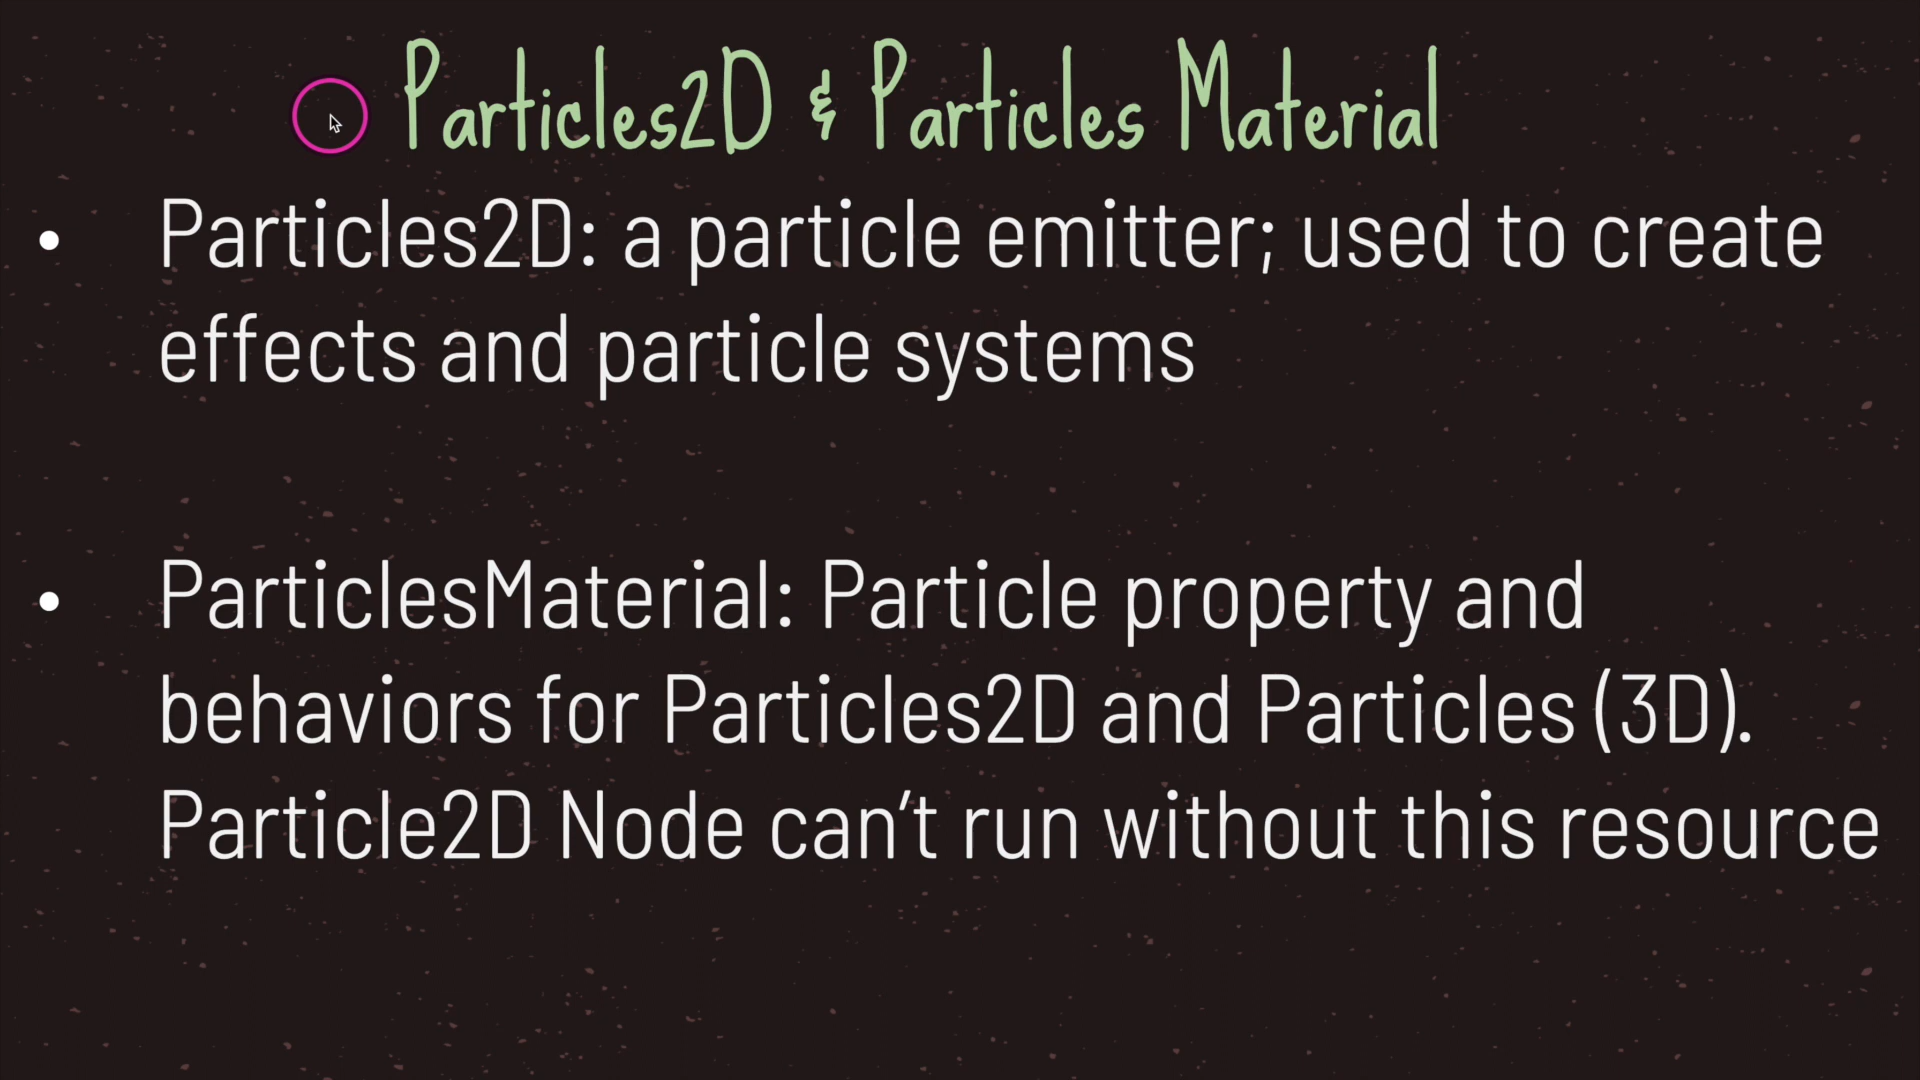 Particles2D & Particles Material
• Particles2D: a particle emitter; used to create
effects and particle systems
• ParticlesMaterial: Particle property and
behaviors for Particles2D and Particles (3D).
Particle2D Node can’t run without this resource